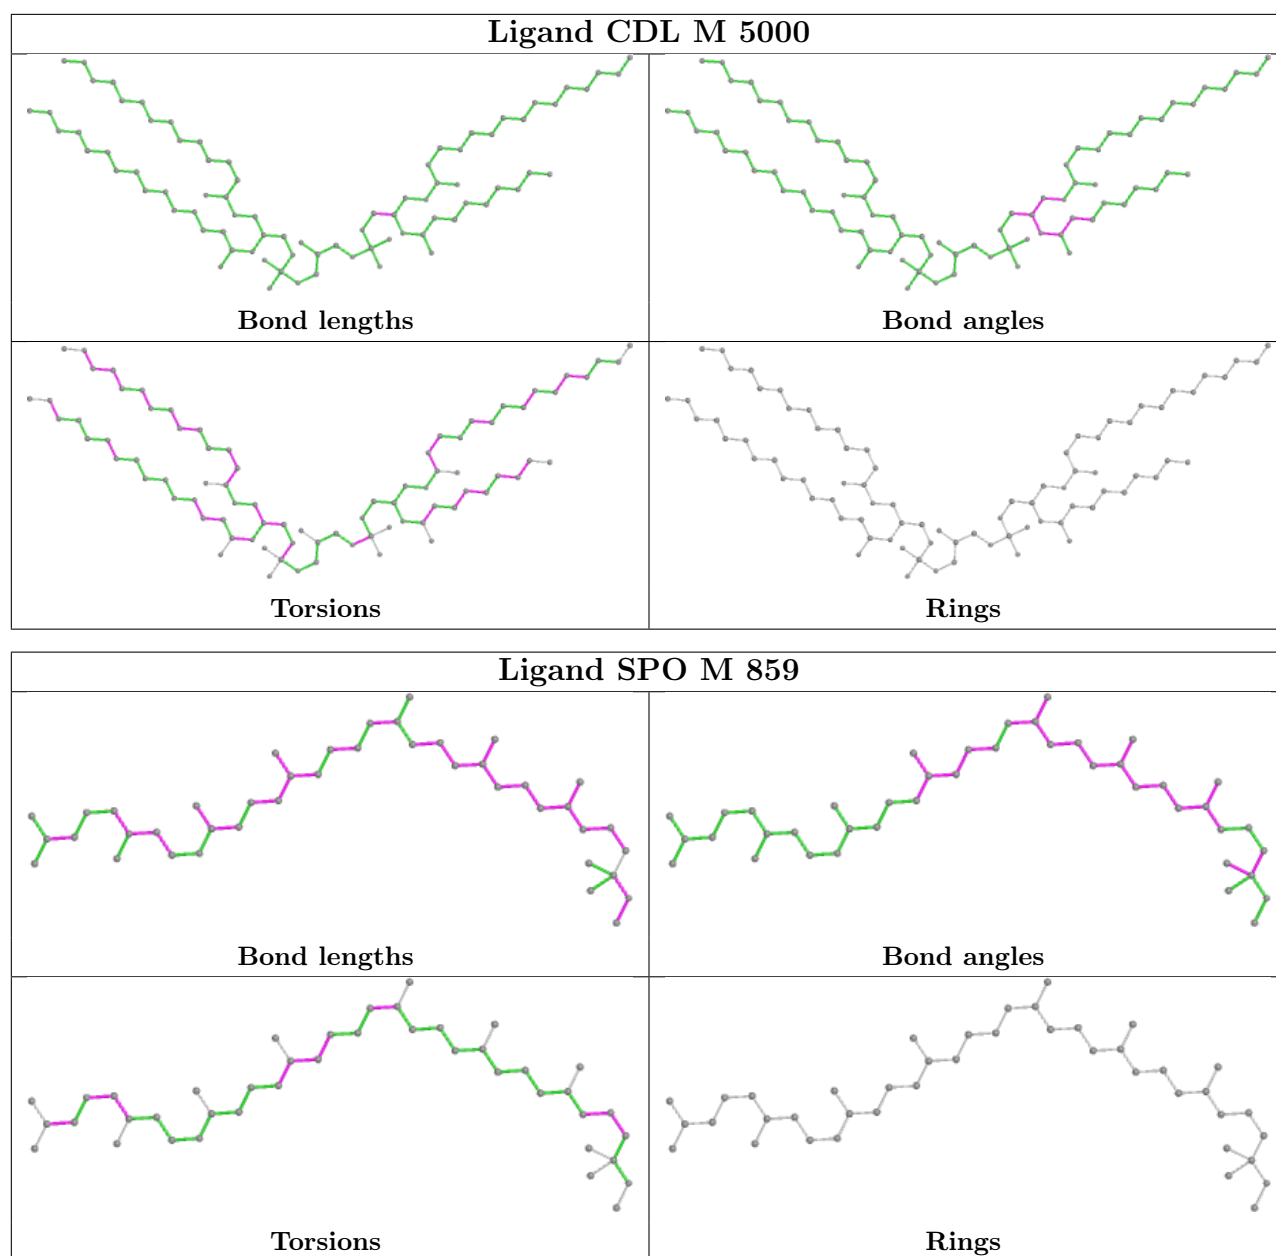 Ligand CDL M 5000
Bond lengths
Bond angles
Torsions
Rings
Ligand SPO M 859
Bond lengths
Bond angles
Torsions
Rings